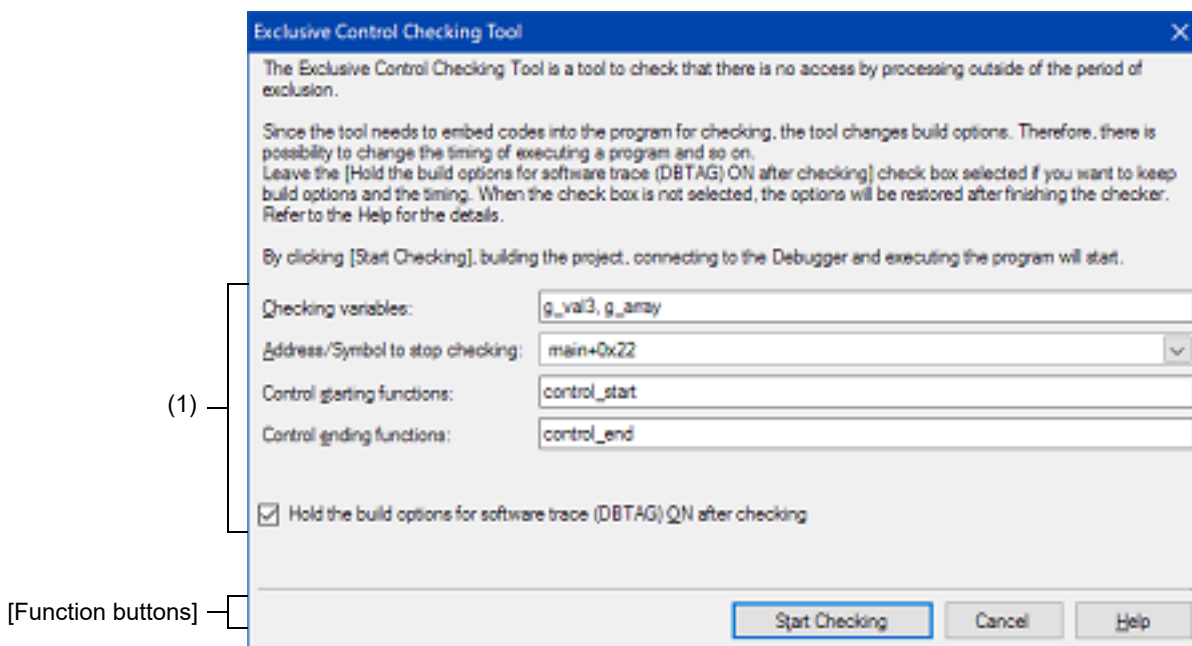 Exclusive Control Checking Tool
The Exclusive Control Checking Tool is a tool to check that there is no access by processing outside of the period of
exclusion.
Since the tool needs to embed codes into the program for checking, the tool changes build options. Therefore, there is
possibility to change the timing of executing a program and so on.
Leave the [Hold the build options for software trace (DBTAG) ON after checking] check box selected if you want to keep
build options and the timing. When the check box is not selected, the options will be restored after finishing the checker.
Refer to the Help for the details.
By clicking [Start Checking], building the project, connecting to the Debugger and executing the program will start.
Checking variables: g_val3, g_array
Address/Symbol to stop checking: main+0x22
(1)
Control starting functions: control_start
Control ending functions: control_end
Hold the build options for software trace (DBTAG) ON after checking
[Function buttons]
Start Checking Cancel Help